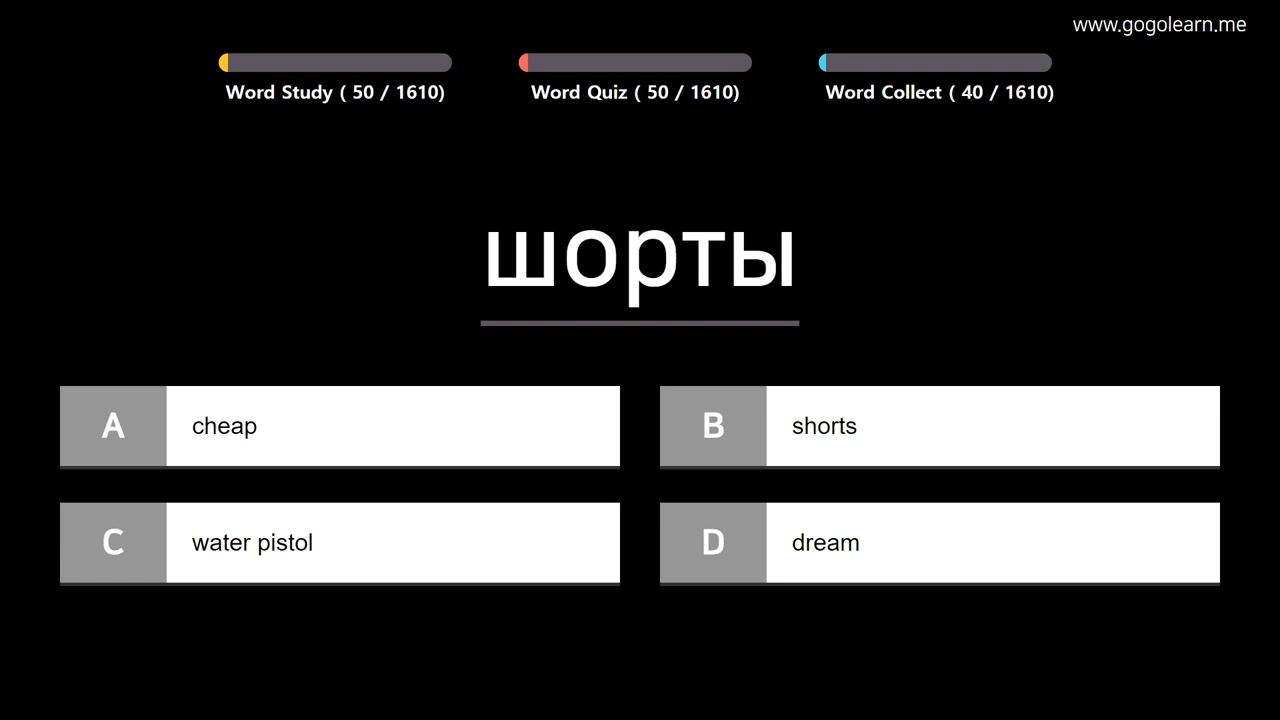 www.gogolearn.me
Word Study ( 50 / 1610)
Word Quiz ( 50 / 1610)
Word Collect ( 40 / 1610)
шорты
A cheap
B shorts
C water pistol
D dream